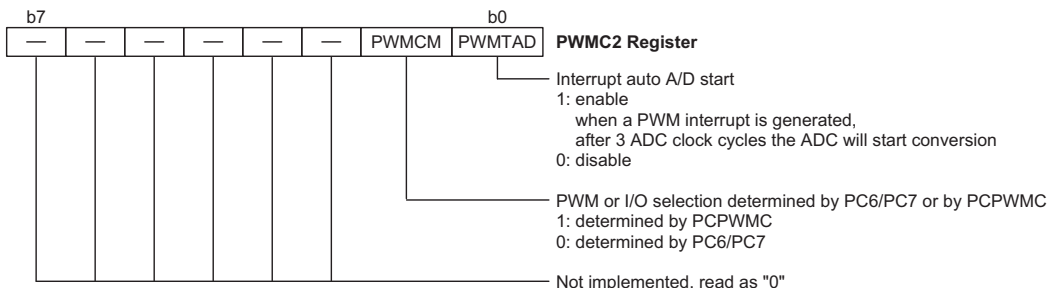 b7 b0
— — — — — — PWMCM PWMTAD PWMC2 Register
Interrupt auto A/D start
1: enable
when a PWM interrupt is generated,
after 3 ADC clock cycles the ADC will start conversion
0: disable
PWM or I/O selection determined by PC6/PC7 or by PCPWMC
1: determined by PCPWMC
0: determined by PC6/PC7
Not implemented, read as "0"